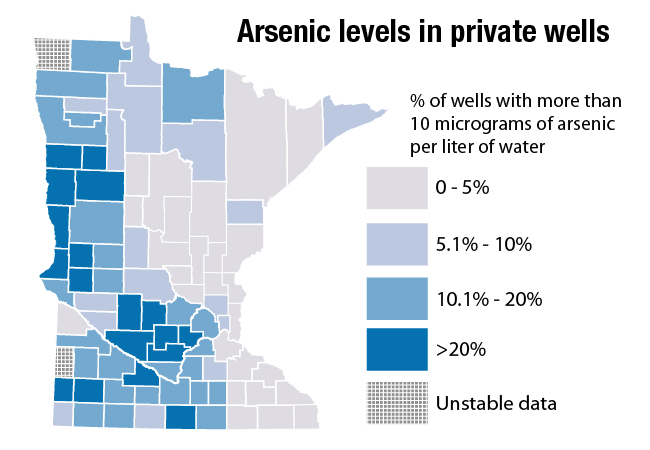 Arsenic levels in private wells
% of wells with more than
10 micrograms of arsenic
per liter of water
0 - 5%
5.1% - 10%
10.1% - 20%
>20%
Unstable data